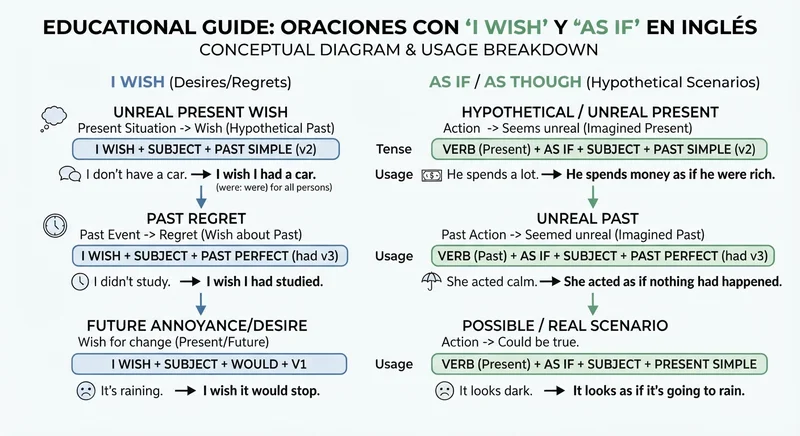 EDUCATIONAL GUIDE: ORACIONES CON ‘I WISH’ Y “AS IF’ EN INGLÉS
CONCEPTUAL DIAGRAM & USAGE BREAKDOWN
I WISH (Desires/Regrets)
UNREAL PRESENT WISH
Present Situation -> Wish (Hypothetical Past)
I WISH + SUBJECT + PAST SIMPLE (v2)
I don't have a car. → I wish I had a car.
(were: were) for all persons)
PAST REGRET
Past Event -> Regret (Wish about Past)
I WISH + SUBJECT + PAST PERFECT (had v3)
I didn't study. → I wish I had studied.
FUTURE ANNOYANCE/DESIRE
Wish for change (Present/Future)
I WISH + SUBJECT + WOULD + V1
It's raining. → I wish it would stop.
AS IF / AS THOUGH (Hypothetical Scenarios)
HYPOTHETICAL / UNREAL PRESENT
Action -> Seems unreal (Imagined Present)
Tense VERB (Present) + AS IF + SUBJECT + PAST SIMPLE (v2)
Usage He spends a lot. → He spends money as if he were rich.
UNREAL PAST
Past Action -> Seemed unreal (Imagined Past)
Usage VERB (Past) + AS IF + SUBJECT + PAST PERFECT (had v3)
She acted calm. → She acted as if nothing had happened.
POSSIBLE / REAL SCENARIO
Action -> Could be true.
Usage VERB (Present) + AS IF + SUBJECT + PRESENT SIMPLE
It looks dark. → It looks as if it's going to rain.